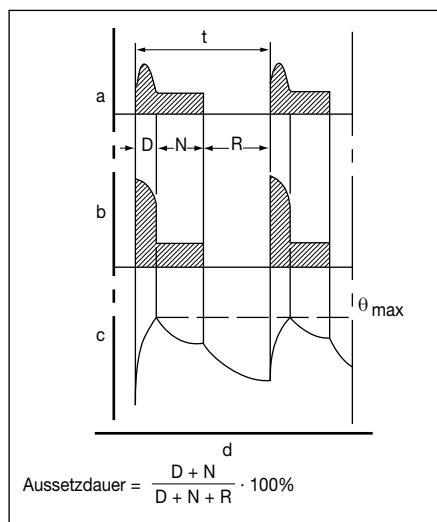 t
a
D N R
b
θ max
c
d
Aussetzdauer = D + N / D + N + R · 100%